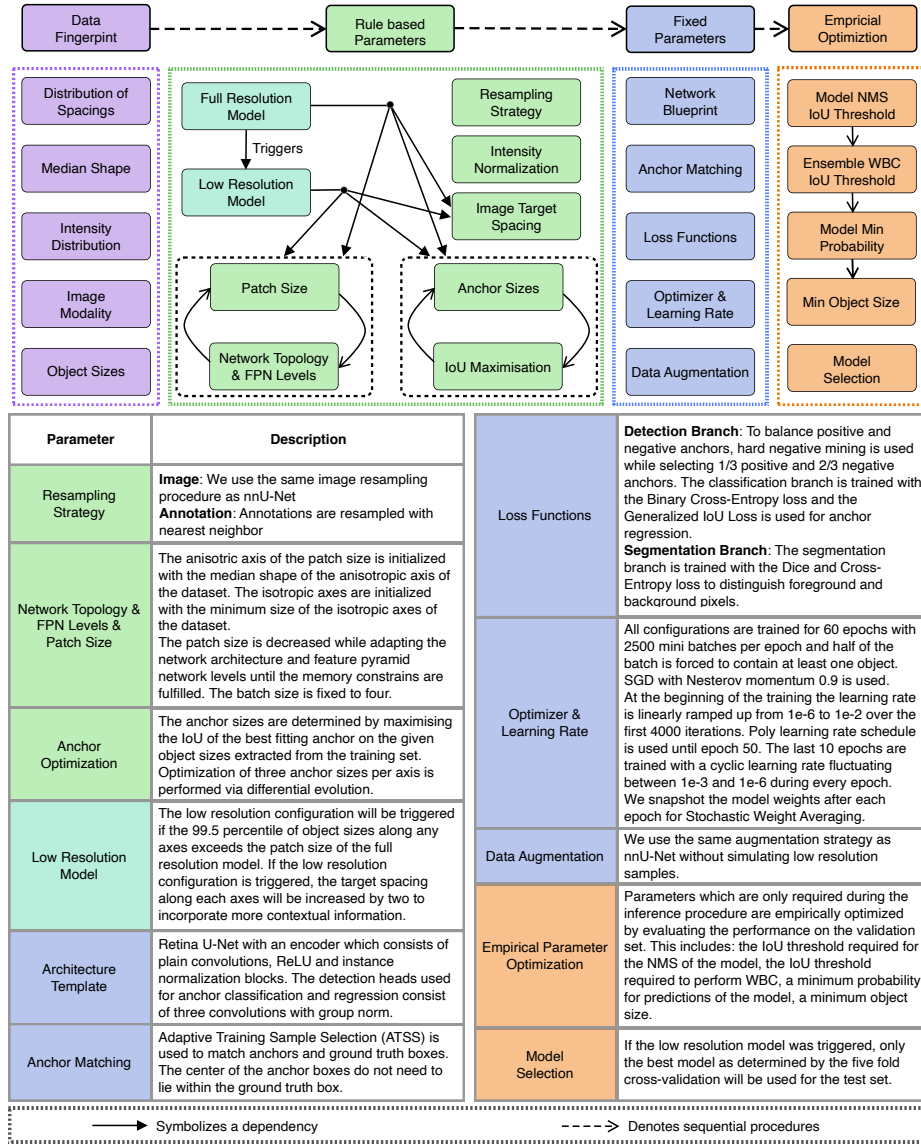 Data
Fingerpint
Rule based
Parameters
Fixed
Parameters
Empricial
Optimiztion
Distribution of
Spacings
Median Shape
Intensity
Distribution
Image
Modality
Object Sizes
Full Resolution
Model
Triggers
Low Resolution
Model
Resampling
Strategy
Intensity
Normalization
Image Target
Spacing
Patch Size
Network Topology
& FPN Levels
Anchor Sizes
IoU Maximisation
Network
Blueprint
Anchor Matching
Loss Functions
Optimizer &
Learning Rate
Data Augmentation
Model NMS
IoU Threshold
Ensemble WBC
IoU Threshold
Model Min
Probability
Min Object Size
Model
Selection
Parameter
Description
Resampling
Strategy
Image: We use the same image resampling
procedure as nnU-Net
Annotation: Annotations are resampled with
nearest neighbor
Network Topology &
FPN Levels &
Patch Size
The anisotric axis of the patch size is initialized
with the median shape of the anisotropic axis of
the dataset. The isotropic axes are initialized
with the minimum size of the isotropic axes of
the dataset.
The patch size is decreased while adapting the
network architecture and feature pyramid
network levels until the memory constrains are
fulfilled. The batch size is fixed to four.
Anchor
Optimization
The anchor sizes are determined by maximising
the IoU of the best fitting anchor on the given
object sizes extracted from the training set.
Optimization of three anchor sizes per axis is
performed via differential evolution.
Low Resolution
Model
The low resolution configuration will be triggered
if the 99.5 percentile of object sizes along any
axes exceeds the patch size of the full
resolution model. If the low resolution
configuration is triggered, the target spacing
along each axes will be increased by two to
incorporate more contextual information.
Architecture
Template
Retina U-Net with an encoder which consists of
plain convolutions, ReLU and instance
normalization blocks. The detection heads used
for anchor classification and regression consist
of three convolutions with group norm.
Anchor Matching
Adaptive Training Sample Selection (ATSS) is
used to match anchors and ground truth boxes.
The center of the anchor boxes do not need to
lie within the ground truth box.
Loss Functions
Detection Branch: To balance positive and
negative anchors, hard negative mining is used
while selecting 1/3 positive and 2/3 negative
anchors. The classification branch is trained with
the Binary Cross-Entropy loss and the
Generalized IoU Loss is used for anchor
regression.
Segmentation Branch: The segmentation
branch is trained with the Dice and Cross-
Entropy loss to distinguish foreground and
background pixels.
Optimizer &
Learning Rate
All configurations are trained for 60 epochs with
2500 mini batches per epoch and half of the
batch is forced to contain at least one object.
SGD with Nesterov momentum 0.9 is used.
At the beginning of the training the learning rate
is linearly ramped up from 1e-6 to 1e-2 over the
first 4000 iterations. Poly learning rate schedule
is used until epoch 50. The last 10 epochs are
trained with a cyclic learning rate fluctuating
between 1e-3 and 1e-6 during every epoch.
We snapshot the model weights after each
epoch for Stochastic Weight Averaging.
Data Augmentation
We use the same augmentation strategy as
nnU-Net without simulating low resolution
samples.
Empirical Parameter
Optimization
Parameters which are only required during the
inference procedure are empirically optimized
by evaluating the performance on the validation
set. This includes: the IoU threshold required for
the NMS of the model, the IoU threshold
required to perform WBC, a minimum probability
for predictions of the model, a minimum object
size.
Model
Selection
If the low resolution model was triggered, only
the best model as determined by the five fold
cross-validation will be used for the test set.
Symbolizes a dependency
Denotes sequential procedures